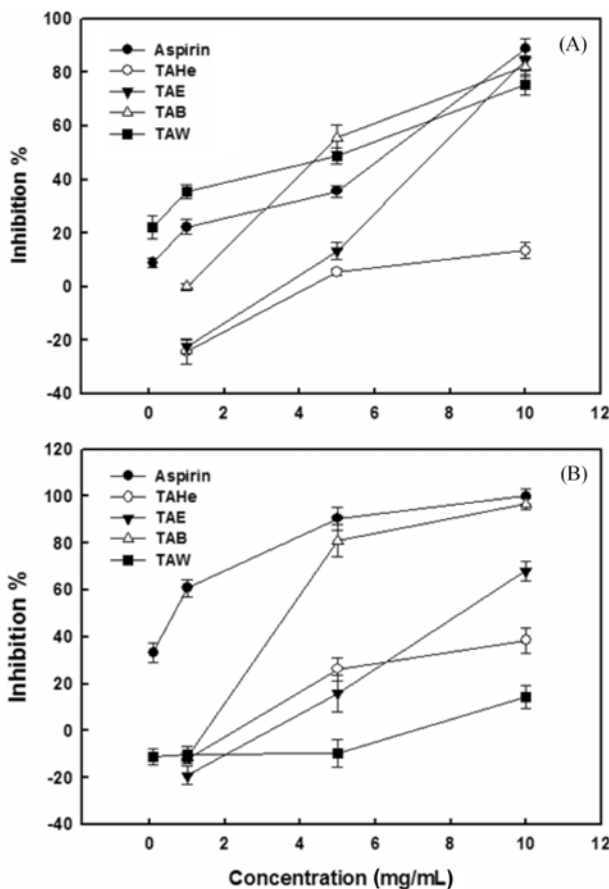 100
80
60
40
20
0
-20
-40
Inhibition %
Aspirin
TAHe
TAE
TAB
TAW
(A)
0 2 4 6 8 10 12
120
100
80
60
40
20
0
-20
-40
Inhibition %
Aspirin
TAHe
TAE
TAB
TAW
(B)
0 2 4 6 8 10 12
Concentration (mg/mL)